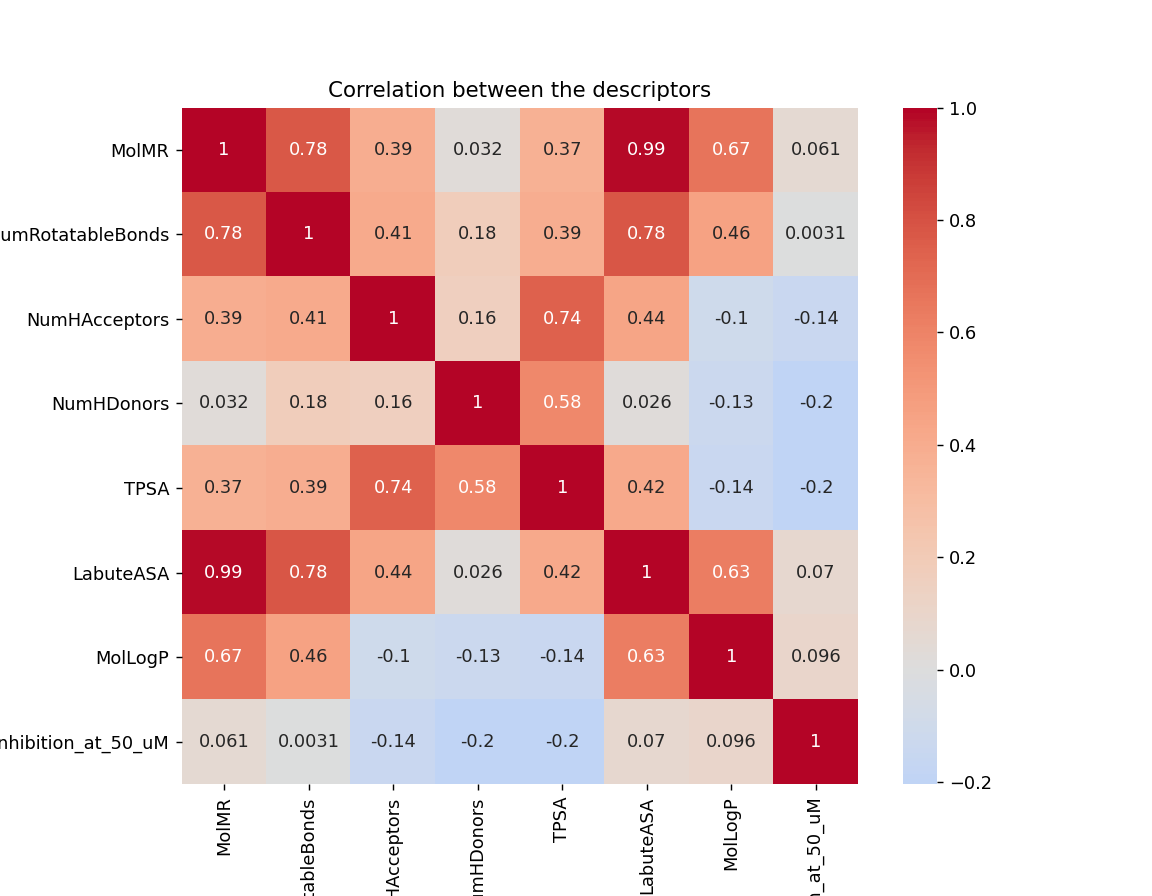 Correlation between the descriptors
MolMR 1 0.78 0.39 0.032 0.37 0.99 0.67 0.061
umRotatableBonds 0.78 1 0.41 0.18 0.39 0.78 0.46 0.0031
NumHAcceptors 0.39 0.41 1 0.16 0.74 0.44 -0.1 -0.14
NumHDonors 0.032 0.18 0.16 1 0.58 0.026 -0.13 -0.2
TPSA 0.37 0.39 0.74 0.58 1 0.42 -0.14 -0.2
LabuteASA 0.99 0.78 0.44 0.026 0.42 1 0.63 0.07
MolLogP 0.67 0.46 -0.1 -0.13 -0.14 0.63 1 0.096
nhibition_at_50_uM 0.061 0.0031 -0.14 -0.2 -0.2 0.07 0.096 1
MolMR
tableBonds
HAcceptors
mHDonors
TPSA
LabuteASA
MolLogP
_at_50_uM
1.0
0.8
0.6
0.4
0.2
0.0
−0.2